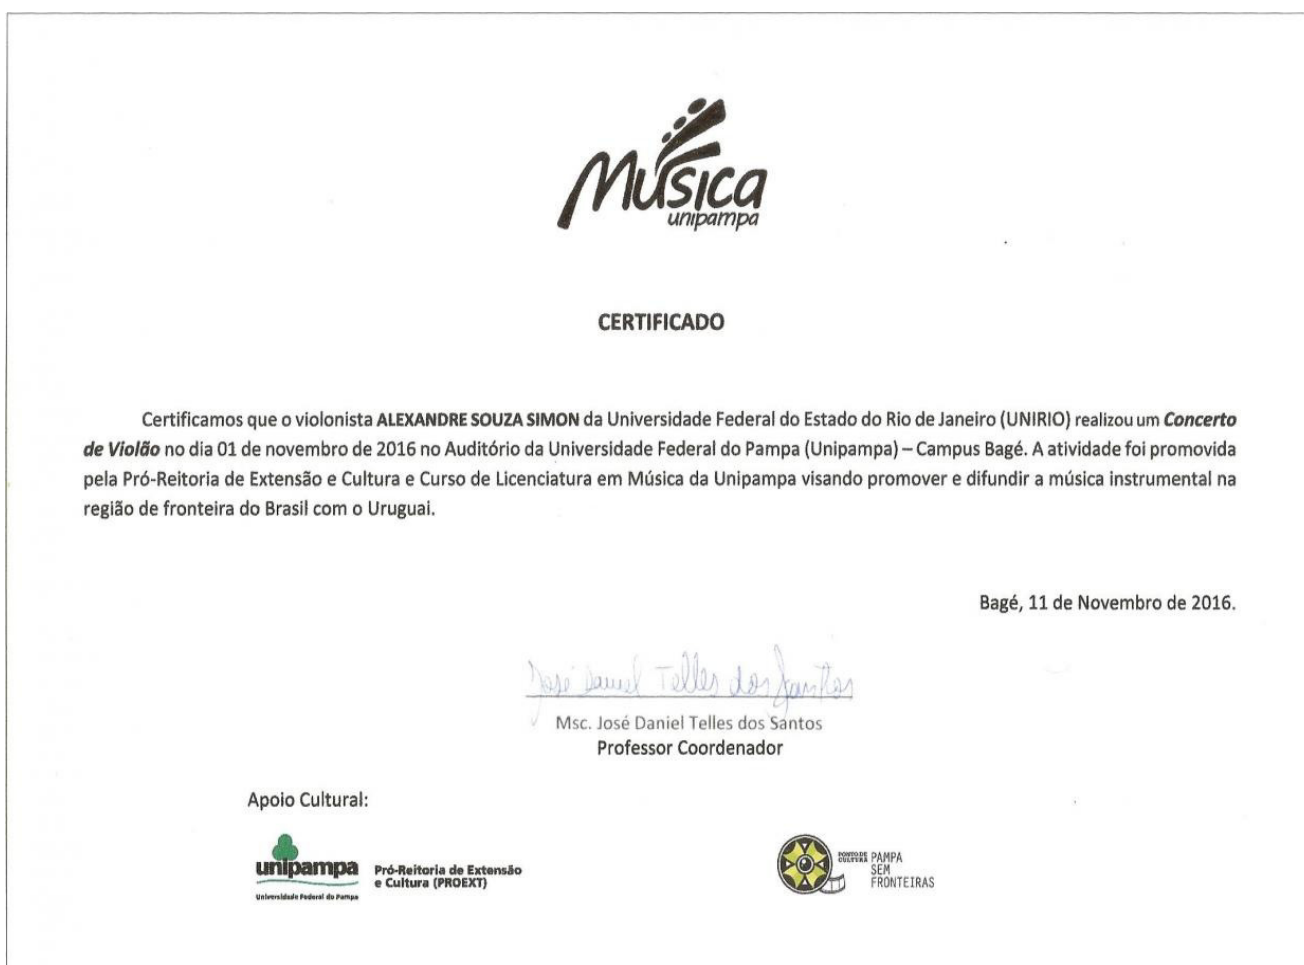 Música
unipampa
CERTIFICADO
Certificamos que o violonista ALEXANDRE SOUZA SIMON da Universidade Federal do Estado do Rio de Janeiro (UNIRIO) realizou um Concerto
de Violão no dia 01 de novembro de 2016 no Auditório da Universidade Federal do Pampa (Unipampa) – Campus Bagé. A atividade foi promovida
pela Pró-Reitoria de Extensão e Cultura e Curso de Licenciatura em Música da Unipampa visando promover e difundir a música instrumental na
região de fronteira do Brasil com o Uruguai.
Bagé, 11 de Novembro de 2016.
José Daniel Telles dos Santos
Msc. José Daniel Telles dos Santos
Professor Coordenador
Apoio Cultural:
unipampa
Universidade Federal do Pampa
Pró-Reitoria de Extensão
e Cultura (PROEXT)
PONTO DE
CULTURA
PAMPA
SEM
FRONTEIRAS